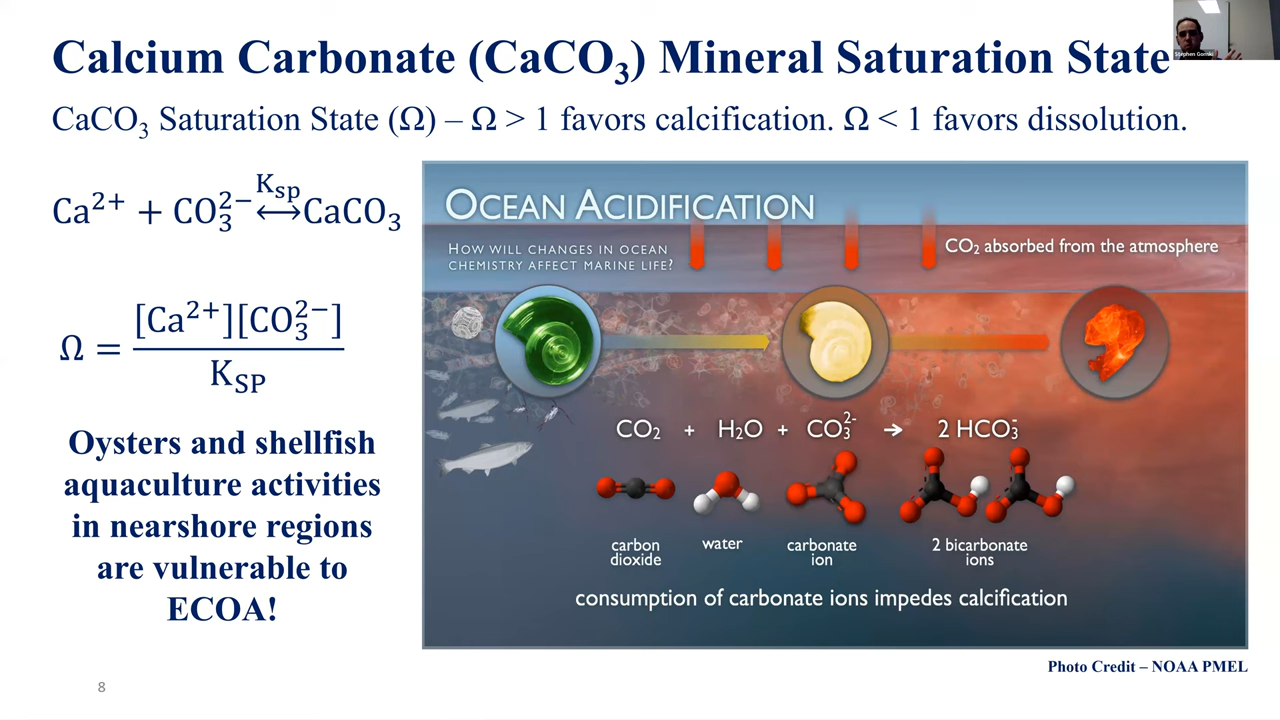 Calcium Carbonate (CaCO₃) Mineral Saturation State
Stephen Gonski
CaCO₃ Saturation State (Ω) – Ω > 1 favors calcification. Ω < 1 favors dissolution.
Ca²⁺ + CO₃²⁻ ⟷ CaCO₃
K_sp
Ω = [Ca²⁺][CO₃²⁻] / K_SP
Oysters and shellfish
aquaculture activities
in nearshore regions
are vulnerable to
ECOA!
OCEAN ACIDIFICATION
HOW WILL CHANGES IN OCEAN
CHEMISTRY AFFECT MARINE LIFE?
CO₂ absorbed from the atmosphere
CO₂ + H₂O + CO₃²⁻ → 2 HCO₃⁻
carbon dioxide
water
carbonate ion
2 bicarbonate ions
consumption of carbonate ions impedes calcification
Photo Credit – NOAA PMEL
8